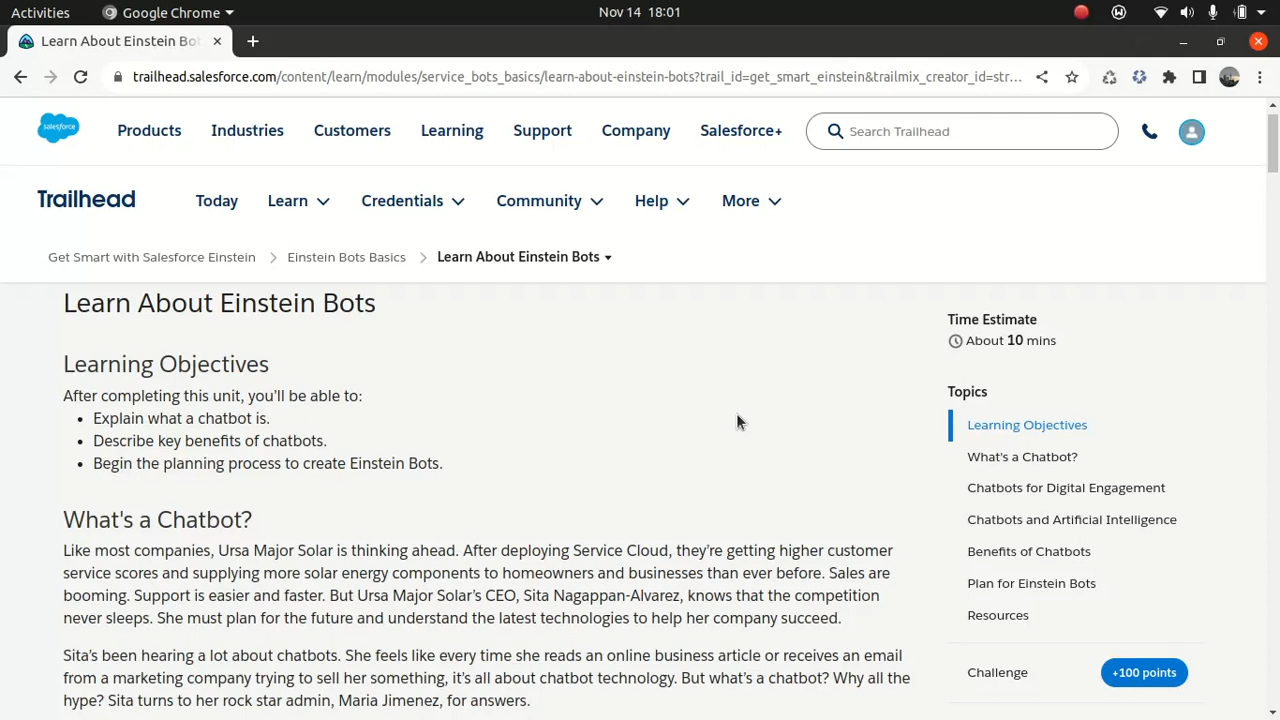 Activities
Google Chrome
Nov 14 18:01
Learn About Einstein Bot
trailhead.salesforce.com/content/learn/modules/service_bots_basics/learn-about-einstein-bots?trail_id=get_smart_einstein&trailmix_creator_id=str...
salesforce
Products
Industries
Customers
Learning
Support
Company
Salesforce+
Search Trailhead
Trailhead
Today
Learn
Credentials
Community
Help
More
Get Smart with Salesforce Einstein
Einstein Bots Basics
Learn About Einstein Bots
Learn About Einstein Bots
Learning Objectives
After completing this unit, you’ll be able to:
• Explain what a chatbot is.
• Describe key benefits of chatbots.
• Begin the planning process to create Einstein Bots.
What's a Chatbot?
Like most companies, Ursa Major Solar is thinking ahead. After deploying Service Cloud, they’re getting higher customer
service scores and supplying more solar energy components to homeowners and businesses than ever before. Sales are
booming. Support is easier and faster. But Ursa Major Solar’s CEO, Sita Nagappan-Alvarez, knows that the competition
never sleeps. She must plan for the future and understand the latest technologies to help her company succeed.
Sita’s been hearing a lot about chatbots. She feels like every time she reads an online business article or receives an email
from a marketing company trying to sell her something, it’s all about chatbot technology. But what’s a chatbot? Why all the
hype? Sita turns to her rock star admin, Maria Jimenez, for answers.
Time Estimate
About 10 mins
Topics
Learning Objectives
What's a Chatbot?
Chatbots for Digital Engagement
Chatbots and Artificial Intelligence
Benefits of Chatbots
Plan for Einstein Bots
Resources
Challenge
+100 points